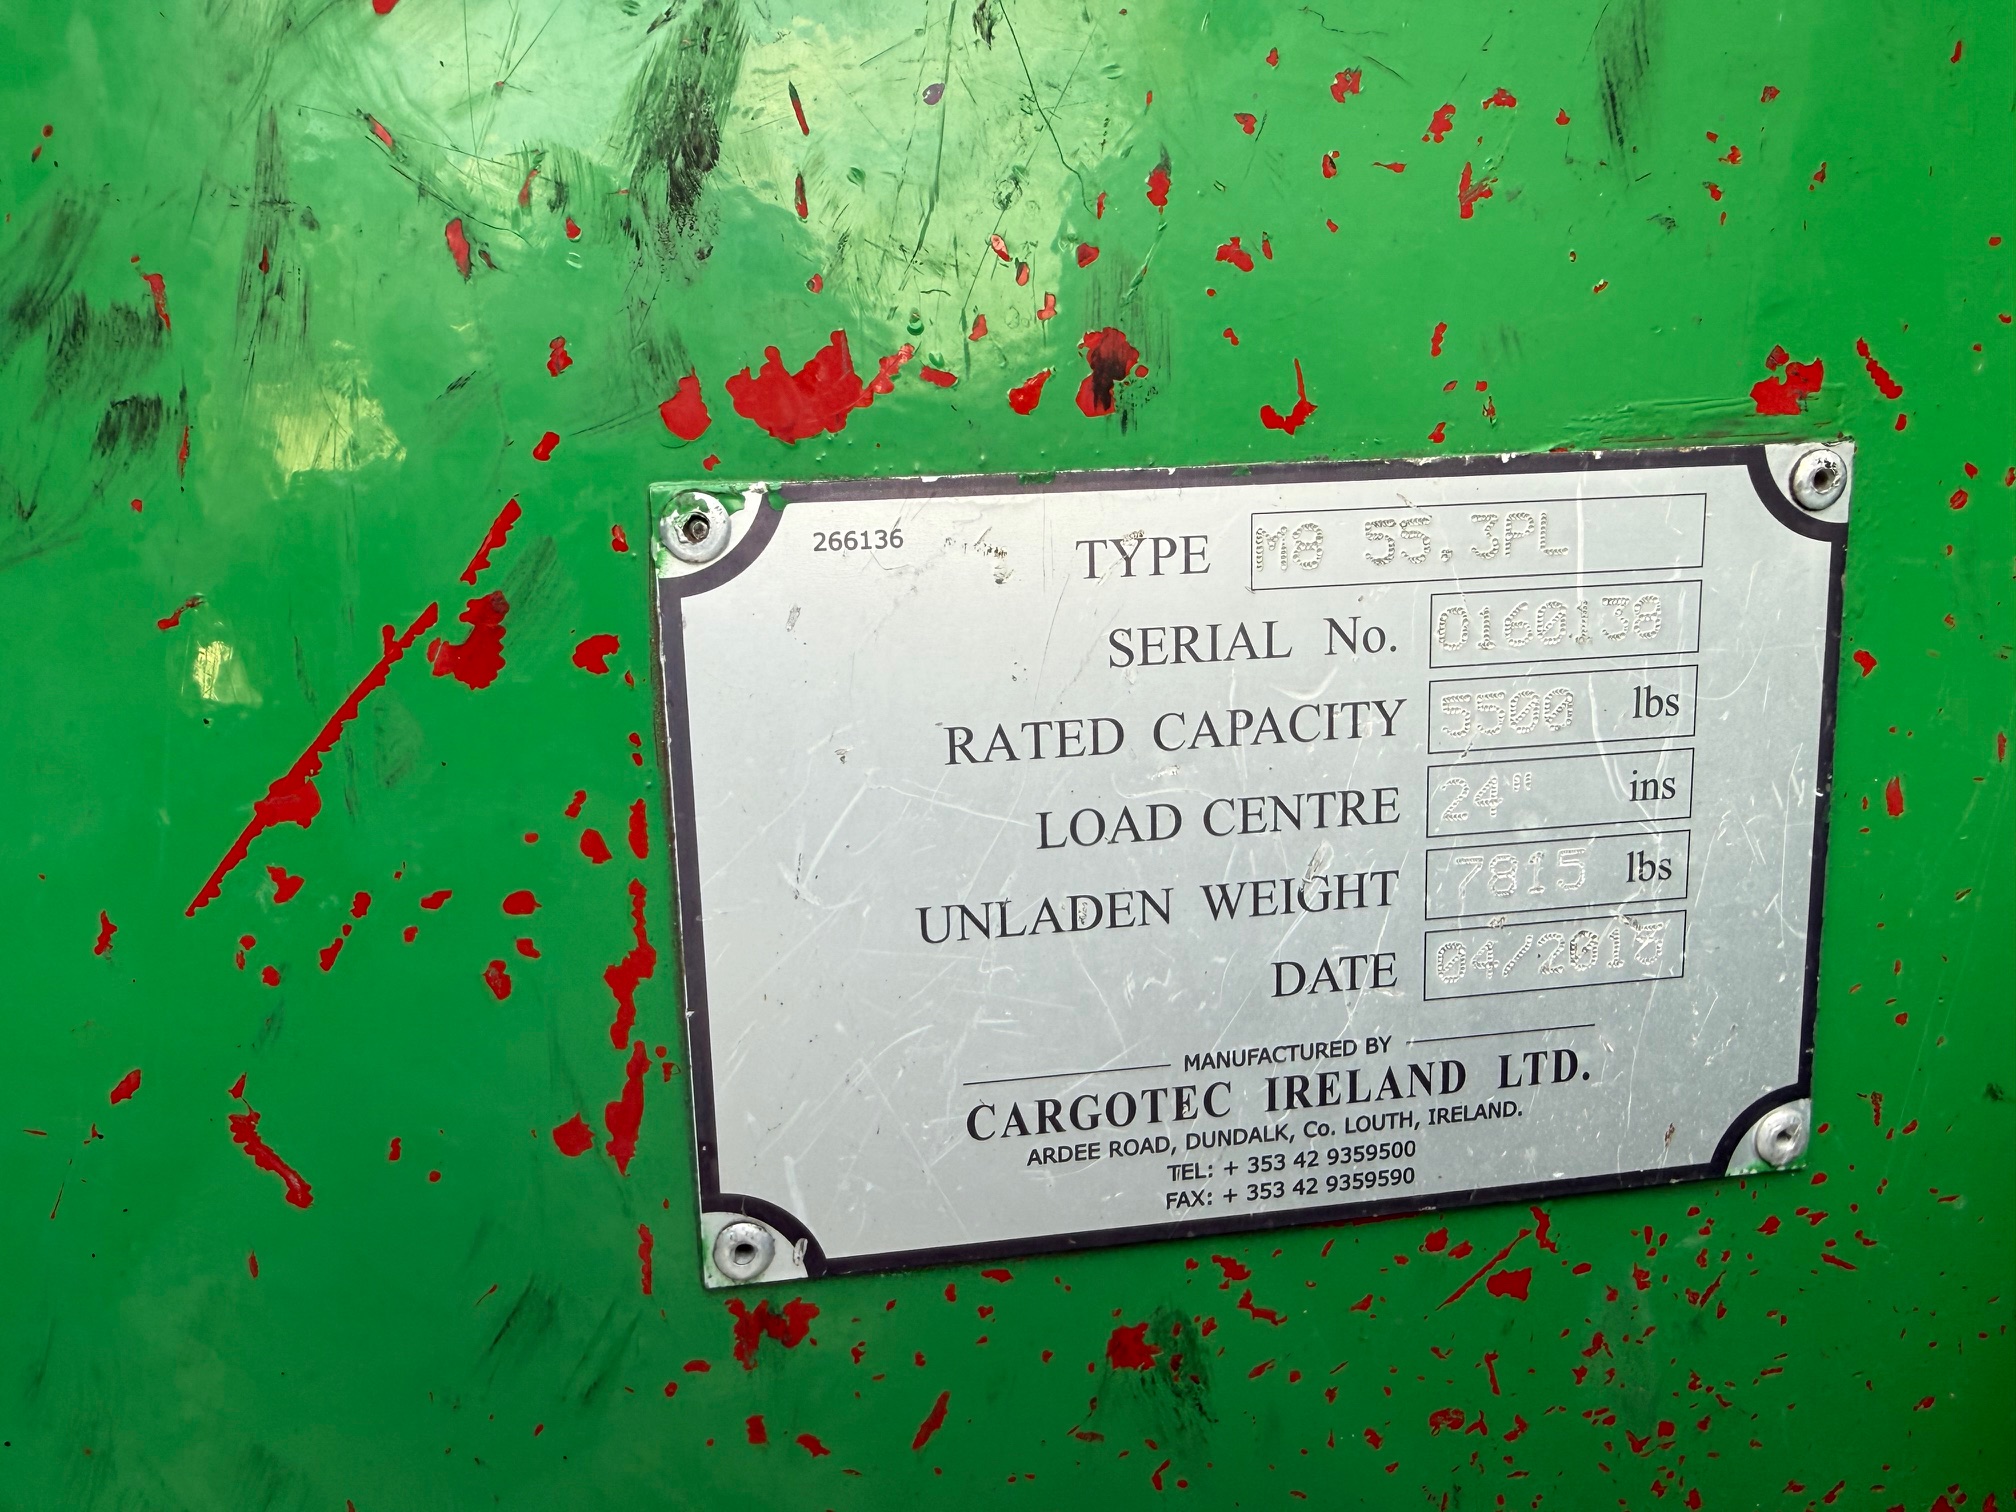 266136
TYPE M8 55.3PL
SERIAL No. 0160138
RATED CAPACITY 5500 lbs
LOAD CENTRE 24" ins
UNLADEN WEIGHT 7815 lbs
DATE 04/2018
MANUFACTURED BY
CARGOTEC IRELAND LTD.
ARDEE ROAD, DUNDALK, Co. LOUTH, IRELAND.
TEL: + 353 42 9359500
FAX: + 353 42 9359590